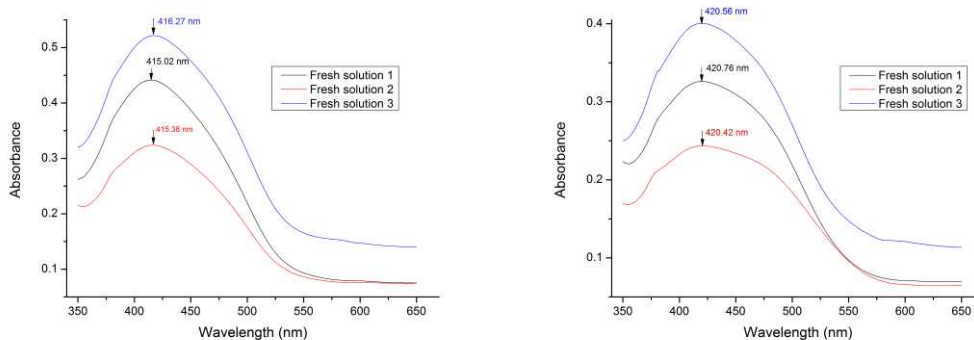 416.27 nm
0.5
415.02 nm
Fresh solution 1
Fresh solution 2
Fresh solution 3
0.4
415.38 nm
0.3
0.2
0.1
Absorbance
350 400 450 500 550 600 650
Wavelength (nm)
420.56 nm
0.4
420.76 nm
Fresh solution 1
Fresh solution 2
Fresh solution 3
0.3
420.42 nm
0.2
0.1
Absorbance
350 400 450 500 550 600 650
Wavelength (nm)